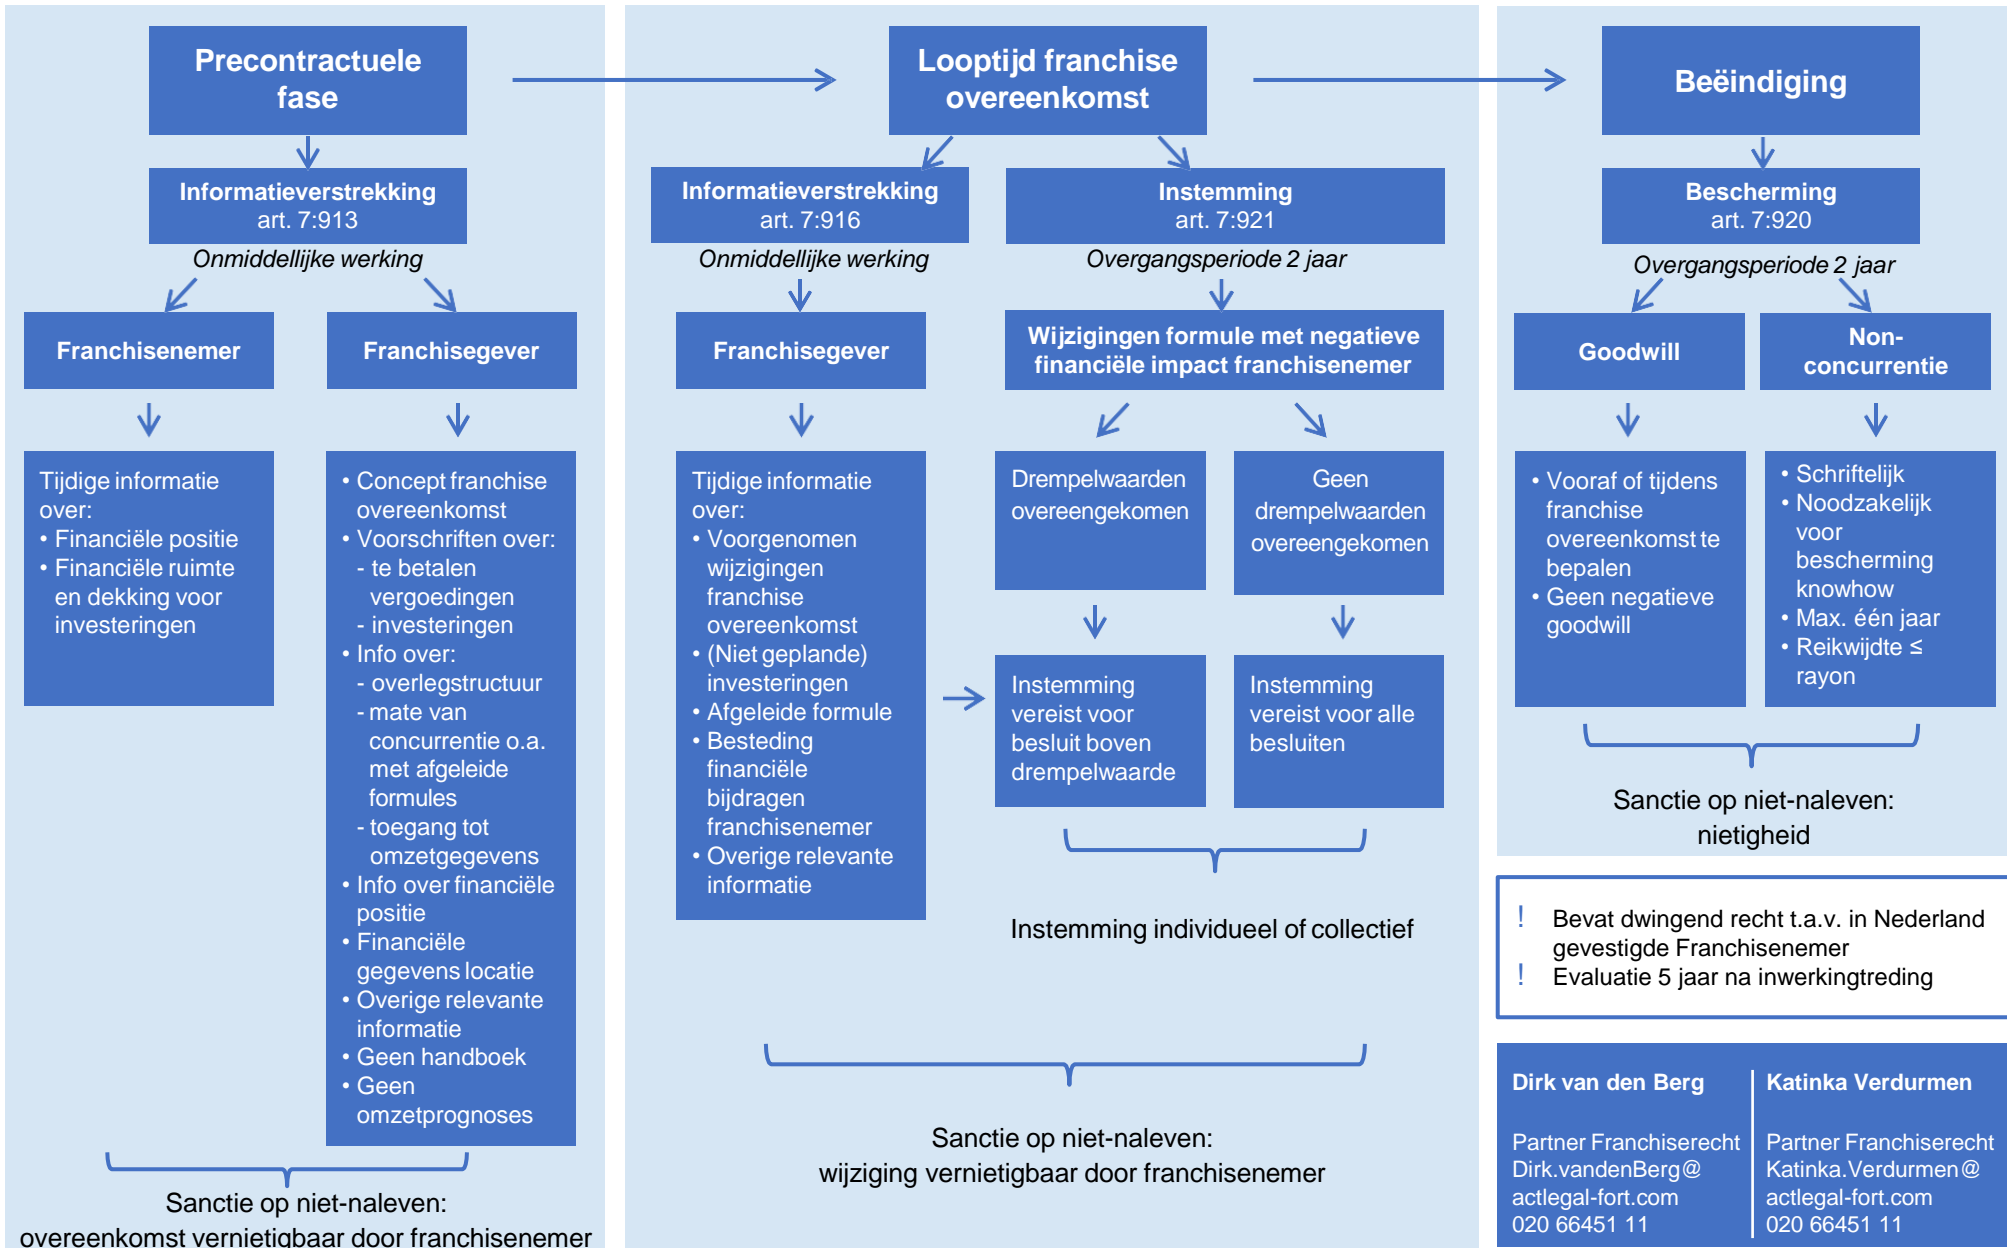 Precontractuele
fase
Informatieverstrekking
art. 7:913
Onmiddellijke werking
Franchisenemer
Tijdige informatie
over:
• Financiële positie
• Financiële ruimte
en dekking voor
investeringen
Franchisegever
• Concept franchise
overeenkomst
• Voorschriften over:
- te betalen
vergoedingen
- investeringen
• Info over:
- overlegstructuur
- mate van
concurrentie o.a.
met afgeleide
formules
- toegang tot
omzetgegevens
• Info over financiële
positie
• Financiële
gegevens locatie
• Overige relevante
informatie
• Geen handboek
• Geen
omzetprognoses
Sanctie op niet-naleven:
overeenkomst vernietigbaar door franchisenemer
Looptijd franchise
overeenkomst
Informatieverstrekking
art. 7:916
Onmiddellijke werking
Franchisegever
Tijdige informatie
over:
• Voorgenomen
wijzigingen
franchise
overeenkomst
• (Niet geplande)
investeringen
• Afgeleide formule
• Besteding
financiële
bijdragen
franchisenemer
• Overige relevante
informatie
Instemming
art. 7:921
Overgangsperiode 2 jaar
Wijzigingen formule met negatieve
financiële impact franchisenemer
Drempelwaarden
overeengekomen
Instemming
vereist voor
besluit boven
drempelwaarde
Geen
drempelwaarden
overeengekomen
Instemming
vereist voor alle
besluiten
Instemming individueel of collectief
Sanctie op niet-naleven:
wijziging vernietigbaar door franchisenemer
Beëindiging
Bescherming
art. 7:920
Overgangsperiode 2 jaar
Goodwill
• Vooraf of tijdens
franchise
overeenkomst te
bepalen
• Geen negatieve
goodwill
Non-
concurrentie
• Schriftelijk
• Noodzakelijk
voor
bescherming
knowhow
• Max. één jaar
• Reikwijdte ≤
rayon
Sanctie op niet-naleven:
nietigheid
! Bevat dwingend recht t.a.v. in Nederland
gevestigde Franchisenemer
! Evaluatie 5 jaar na inwerkingtreding
Dirk van den Berg
Partner Franchiserecht
Dirk.vandenBerg@
actlegal-fort.com
020 66451 11
Katinka Verdurmen
Partner Franchiserecht
Katinka.Verdurmen@
actlegal-fort.com
020 66451 11